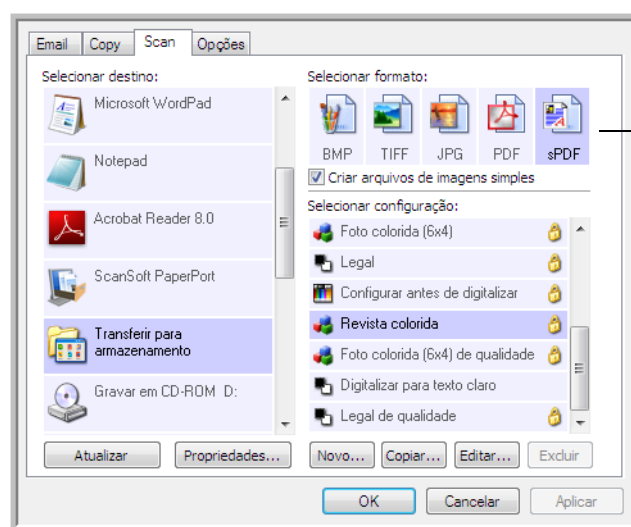 Email Copy Scan Opções
Selecionar destino:
Microsoft WordPad
Notepad
Acrobat Reader 8.0
ScanSoft PaperPort
Transferir para
armazenamento
Gravar em CD-ROM D:
Atualizar Propriedades...
Selecionar formato:
BMP TIFF JPG PDF sPDF
Criar arquivos de imagens simples
Selecionar configuração:
Foto colorida (6x4)
Legal
Configurar antes de digitalizar
Revista colorida
Foto colorida (6x4) de qualidade
Digitalizar para texto claro
Legal de qualidade
Novo... Copiar... Editar... Excluir
OK Cancelar Aplicar